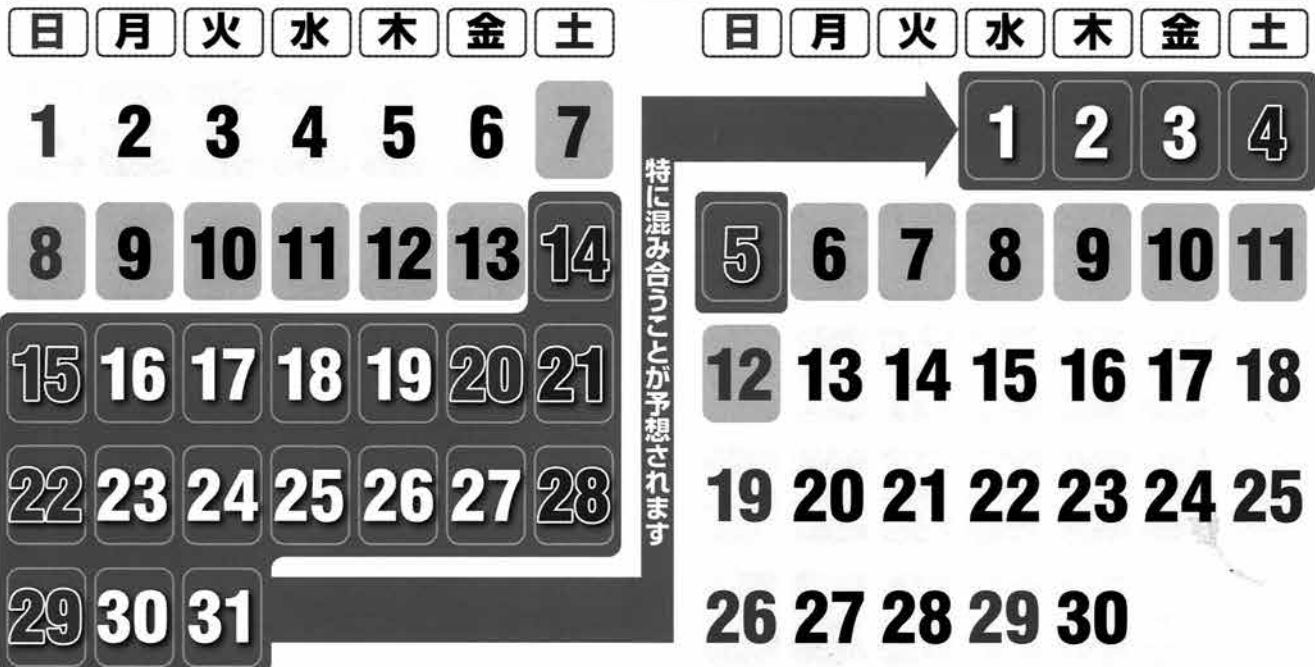 日 月 火 水 木 金 土
1 2 3 4 5 6 7
8 9 10 11 12 13 14
15 16 17 18 19 20 21
22 23 24 25 26 27 28
29 30 31
特に混み合うことが予想されます
日 月 火 水 木 金 土
1 2 3 4
5 6 7 8 9 10 11
12 13 14 15 16 17 18
19 20 21 22 23 24 25
26 27 28 29 30